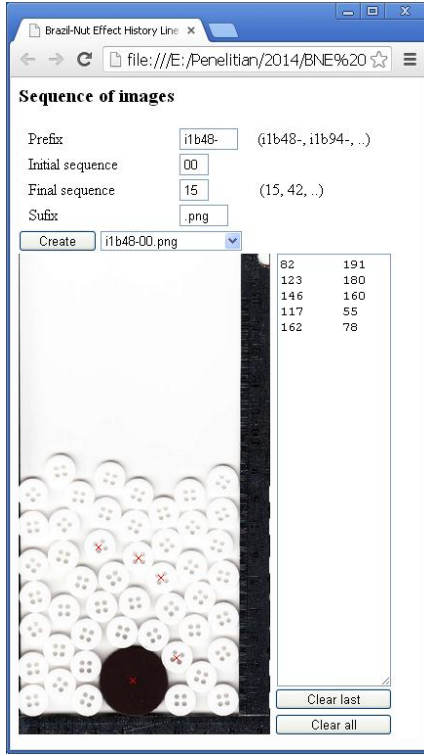 Brazil-Nut Effect History Line
file:///E:/Penelitian/2014/BNE%20
Sequence of images
Prefix i1b48- (i1b48-, i1b94-, ..)
Initial sequence 00
Final sequence 15 (15, 42, ..)
Sufix .png
Create i1b48-00.png
82 191
123 180
146 160
117 55
162 78
Clear last
Clear all